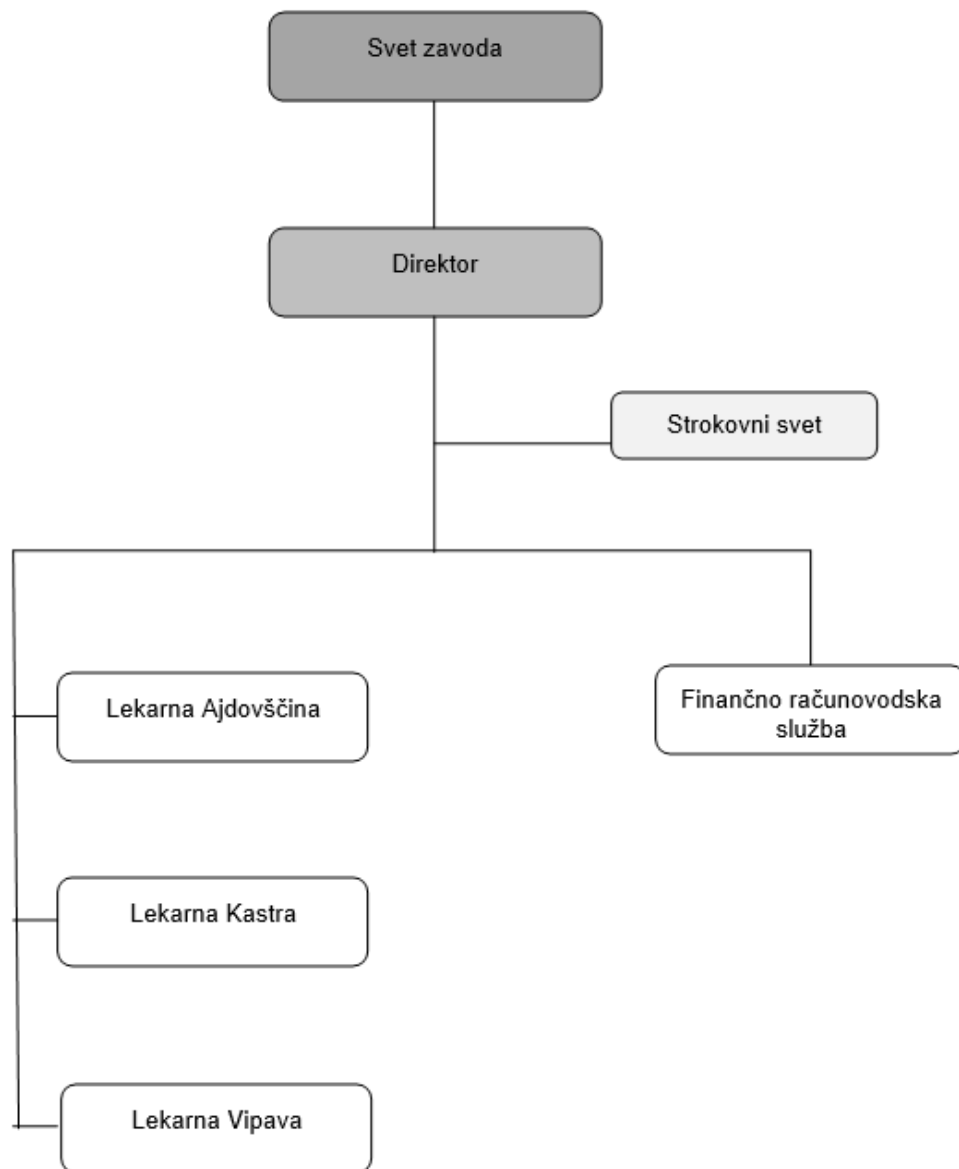 Svet zavoda
Direktor
Strokovni svet
Lekarna Ajdovščina
Finančno računovodska
služba
Lekarna Kastra
Lekarna Vipava